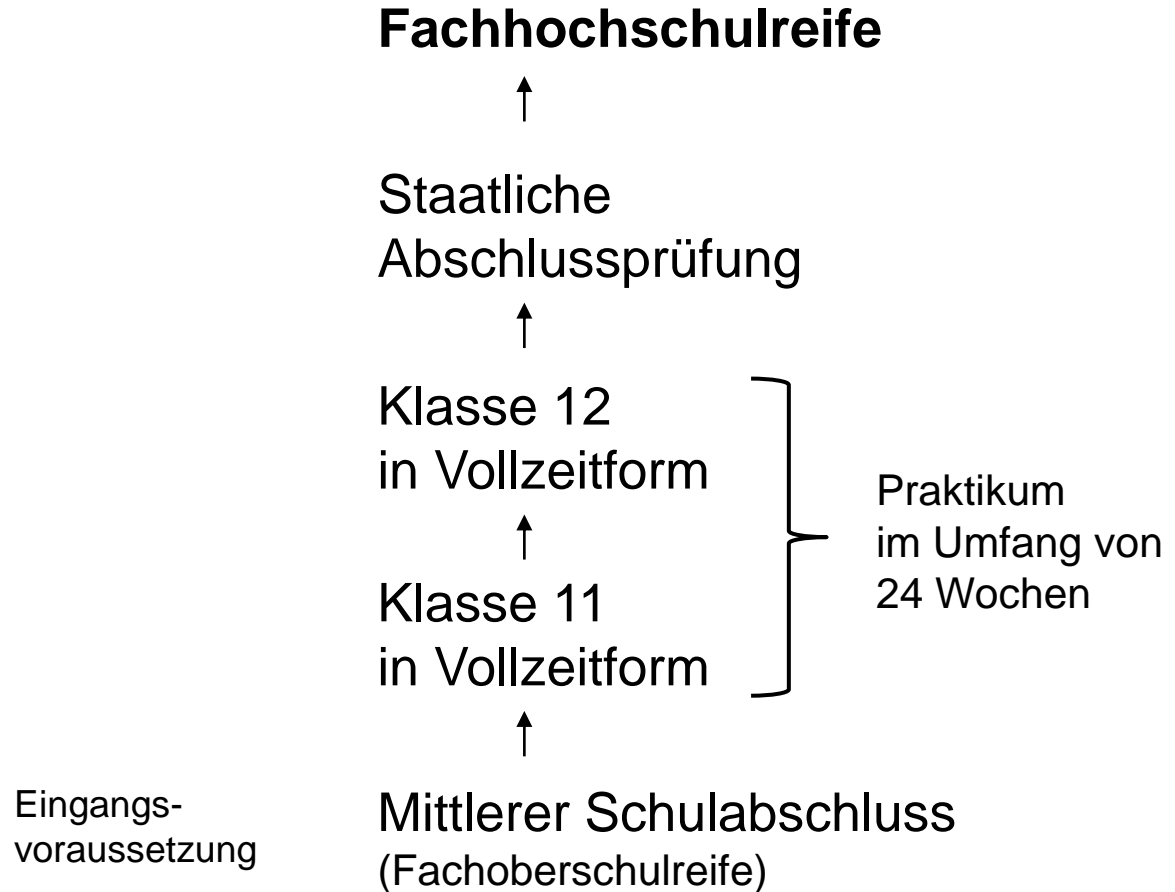 Fachhochschulreife
Staatliche
Abschlussprüfung
Klasse 12
in Vollzeitform
Praktikum
im Umfang von
24 Wochen
Klasse 11
in Vollzeitform
Eingangs-
voraussetzung
Mittlerer Schulabschluss
(Fachoberschulreife)